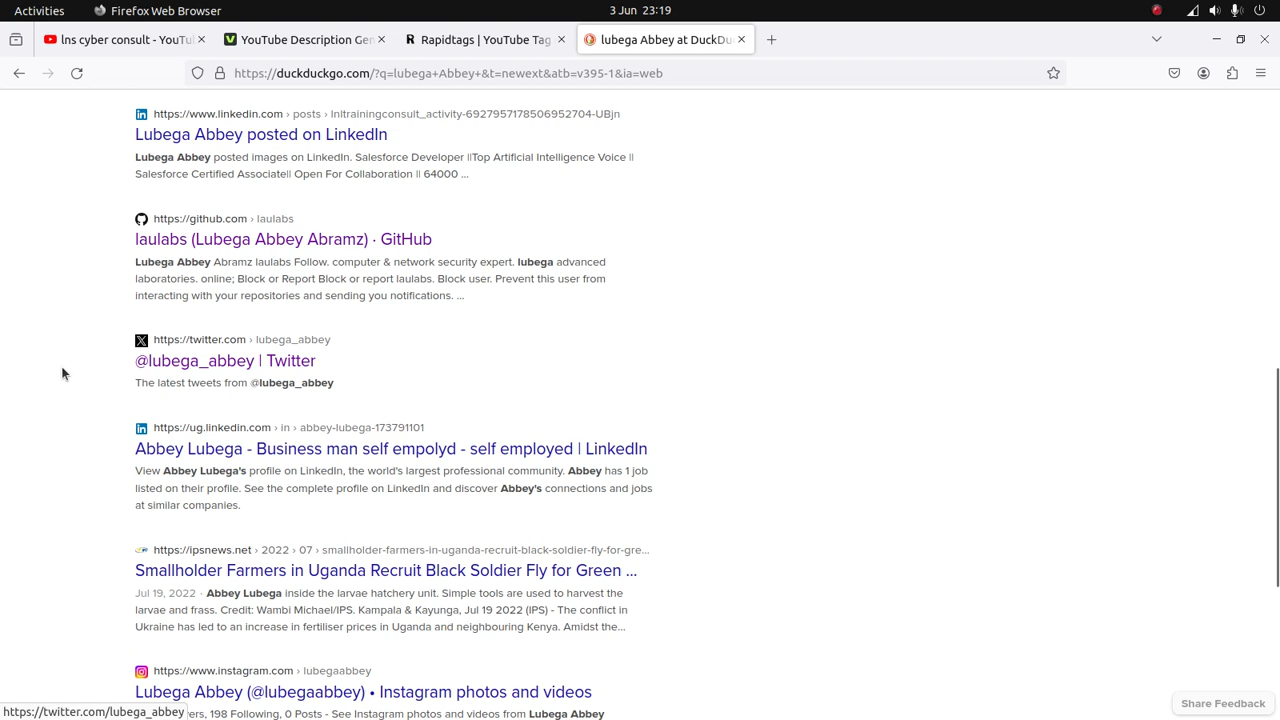 Activities
Firefox Web Browser
3 Jun 23:19
lns cyber consult - YouTu
YouTube Description Gen
Rapidtags | YouTube Tag
lubega Abbey at DuckDu
https://duckduckgo.com/?q=lubega+Abbey+&t=newext&atb=v395-1&ia=web
https://www.linkedin.com › posts › lnltrainingconsult_activity-6927957178506952704-UBjn
Lubega Abbey posted on LinkedIn
Lubega Abbey posted images on LinkedIn. Salesforce Developer ||Top Artificial Intelligence Voice ||
Salesforce Certified Associate|| Open For Collaboration || 64000 ...
https://github.com › laulabs
laulabs (Lubega Abbey Abramz) · GitHub
Lubega Abbey Abramz laulabs Follow. computer & network security expert. lubega advanced
laboratories. online; Block or Report Block or report laulabs. Block user. Prevent this user from
interacting with your repositories and sending you notifications. ...
https://twitter.com › lubega_abbey
@lubega_abbey | Twitter
The latest tweets from @lubega_abbey
https://ug.linkedin.com › in › abbey-lubega-173791101
Abbey Lubega - Business man self empolyd - self employed | LinkedIn
View Abbey Lubega's profile on LinkedIn, the world's largest professional community. Abbey has 1 job
listed on their profile. See the complete profile on LinkedIn and discover Abbey's connections and jobs
at similar companies.
https://ipsnews.net › 2022 › 07 › smallholder-farmers-in-uganda-recruit-black-soldier-fly-for-gre...
Smallholder Farmers in Uganda Recruit Black Soldier Fly for Green ...
Jul 19, 2022 · Abbey Lubega inside the larvae hatchery unit. Simple tools are used to harvest the
larvae and frass. Credit: Wambi Michael/IPS. Kampala & Kayunga, Jul 19 2022 (IPS) - The conflict in
Ukraine has led to an increase in fertiliser prices in Uganda and neighbouring Kenya. Amidst the...
https://www.instagram.com › lubegaabbey
Lubega Abbey (@lubegaabbey) • Instagram photos and videos
ers, 198 Following, 0 Posts - See Instagram photos and videos from Lubega Abbey
https://twitter.com/lubega_abbey
Share Feedback